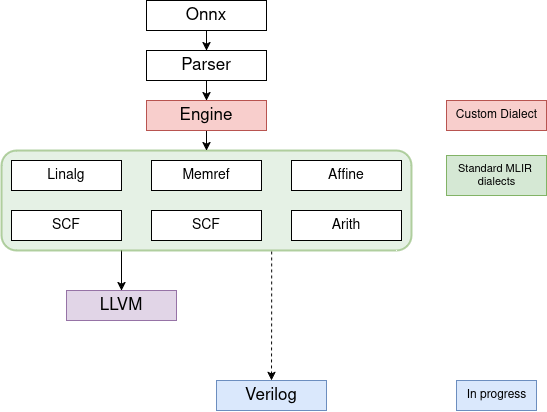 Onnx
Parser
Engine
Custom Dialect
Linalg
Memref
Affine
Standard MLIR
dialects
SCF
SCF
Arith
LLVM
Verilog
In progress